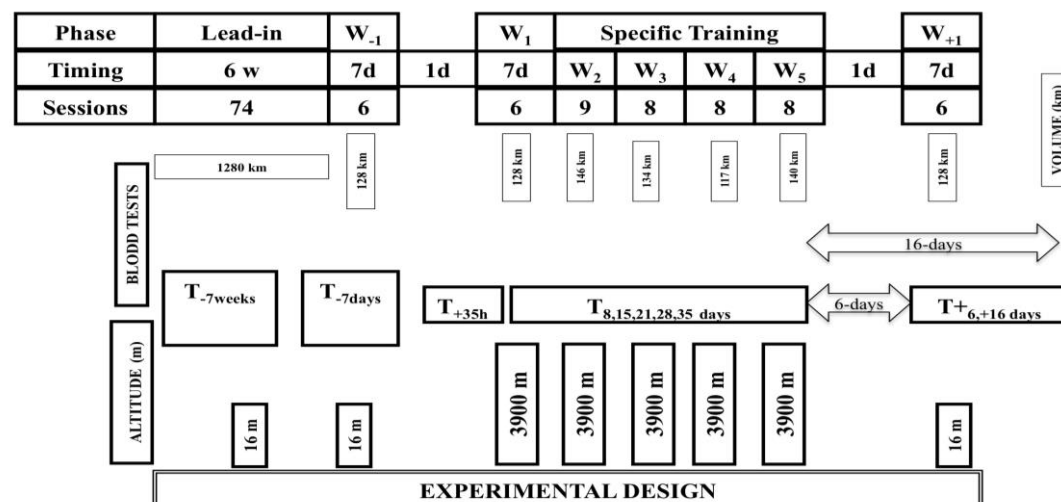 Phase Lead-in W-1 W1 Specific Training W+1
Timing 6 w 7d 1d 7d W2 W3 W4 W5 1d 7d
Sessions 74 6 6 9 8 8 8 6
VOLUME (km)
1280 km 128 km 128 km 146 km 134 km 117 km 140 km 128 km
BLODD TESTS
16-days
T-7weeks T-7days T+35h T8,15,21,28,35 days 6-days T+6,+16 days
ALTITUDE (m)
16 m 16 m 3900 m 3900 m 3900 m 3900 m 3900 m 16 m
EXPERIMENTAL DESIGN